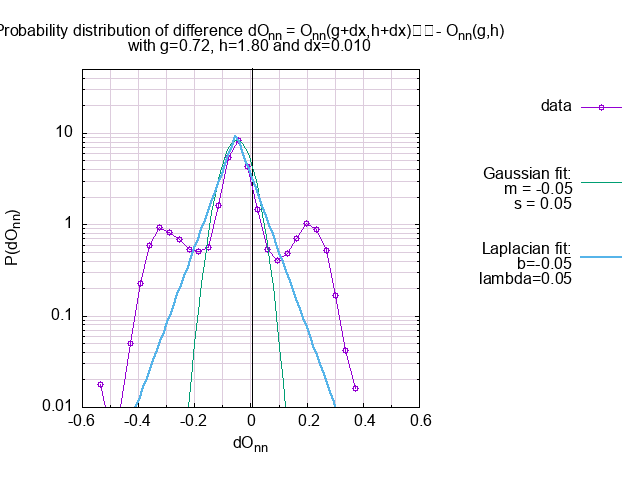 Probability distribution of difference dOnn = Onn(g+dx,h+dx)- Onn(g,h)
with g=0.72, h=1.80 and dx=0.010
data
Gaussian fit:
m = -0.05
s = 0.05
Laplacian fit:
b=-0.05
lambda=0.05
P(dOnn)
10
1
0.1
0.01
-0.6 -0.4 -0.2 0 0.2 0.4 0.6
dOnn